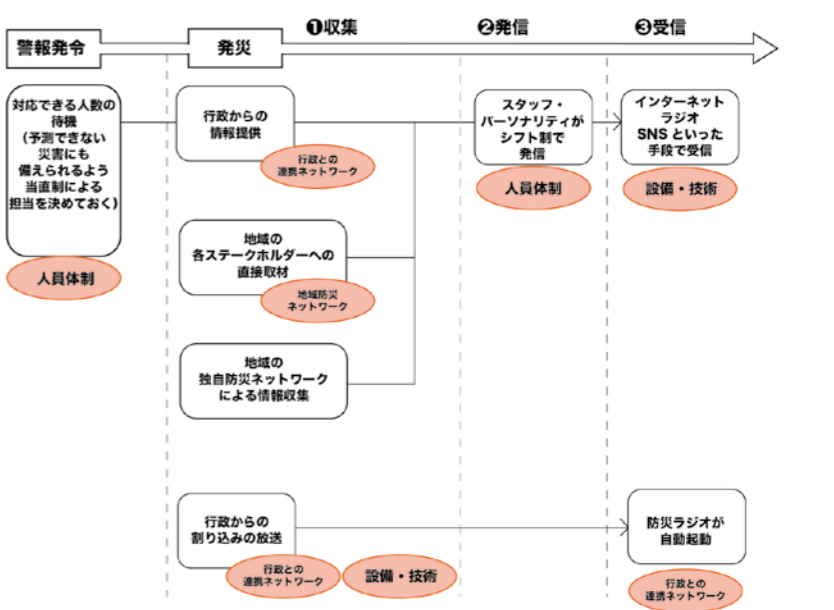 ❶収集
❷発信
❸受信
警報発令
発災
対応できる人数の
待機
(予測できない
災害にも
備えられるよう
当直制による
担当を決めておく)
人員体制
行政からの
情報提供
行政との
連携ネットワーク
地域の
各ステークホルダーへの
直接取材
地域防災
ネットワーク
地域の
独自防災ネットワーク
による情報収集
スタッフ・
パーソナリティが
シフト制で
発信
人員体制
インターネット
ラジオ
SNS といった
手段で受信
設備・技術
行政からの
割り込みの放送
行政との
連携ネットワーク
設備・技術
防災ラジオが
自動起動
行政との
連携ネットワーク